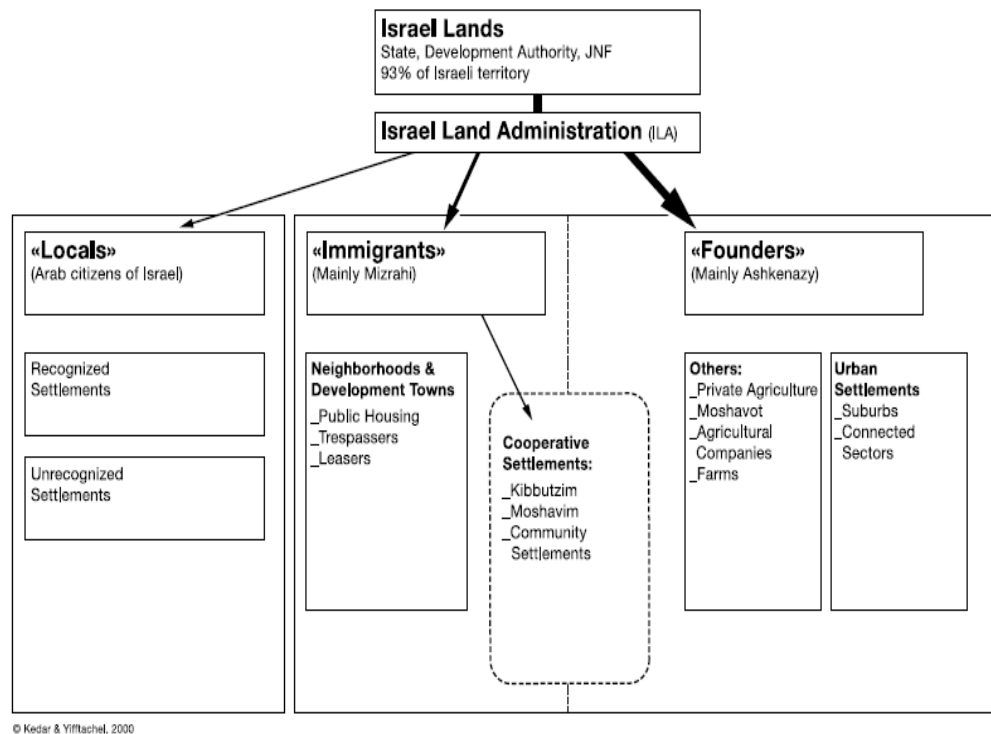 Israel Lands
State, Development Authority, JNF
93% of Israeli territory
Israel Land Administration (ILA)
«Locals»
(Arab citizens of Israel)
Recognized
Settlements
Unrecognized
Settlements
«Immigrants»
(Mainly Mizrahi)
Neighborhoods &
Development Towns
_Public Housing
_Trespassers
_Leasers
Cooperative
Settlements:
_Kibbutzim
_Moshavim
_Community
Settlements
«Founders»
(Mainly Ashkenazy)
Others:
_Private Agriculture
_Moshavot
_Agricultural
Companies
_Farms
Urban
Settlements
_Suburbs
_Connected
Sectors
© Kedar & Yifftachel, 2000